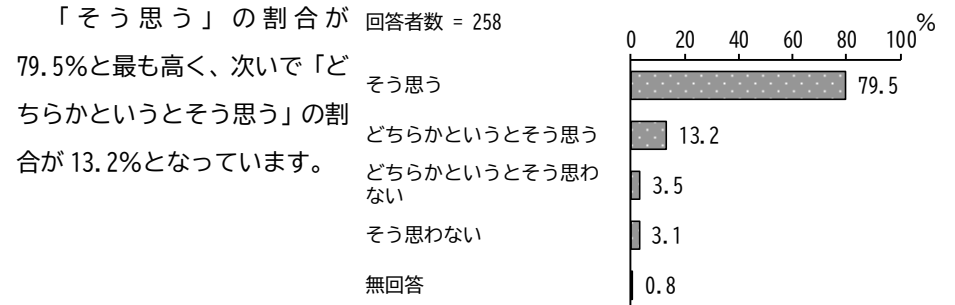 「そう思う」の割合が
79.5%と最も高く、次いで「ど
ちらかというとそう思う」の割
合が 13.2%となっています。
回答者数 = 258
%
0 20 40 60 80 100
そう思う 79.5
どちらかというとそう思う 13.2
どちらかというとそう思わ
ない 3.5
そう思わない 3.1
無回答 0.8